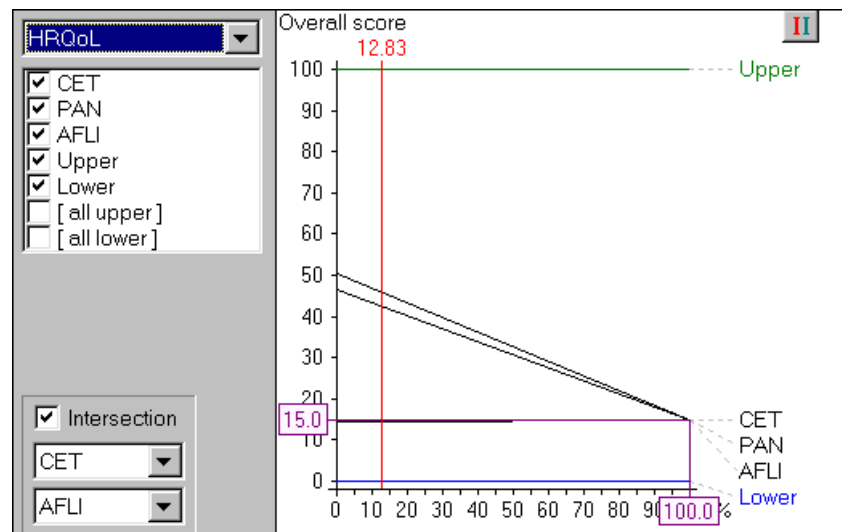 HRQoL
CET
PAN
AFLI
Upper
Lower
[ all upper ]
[ all lower ]
Intersection
CET
AFLI
Overall score
II
12.83
100
90
80
70
60
50
40
30
20
15.0
10
0
0 10 20 30 40 50 60 70 80 90 100.0 %
Upper
CET
PAN
AFLI
Lower